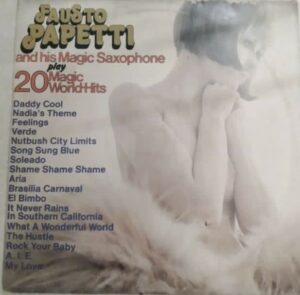 FAUSTO
PAPETTI
and his Magic Saxophone
play
20 Magic
World-Hits
Daddy Cool
Nadia's Theme
Feelings
Verde
Nutbush City Limits
Song Sung Blue
Soleado
Shame Shame Shame
Aria
Brasilia Carnaval
El Bimbo
It Never Rains
In Southern California
What A Wonderful World
The Hustle
Rock Your Baby
A. I. E.
My Love